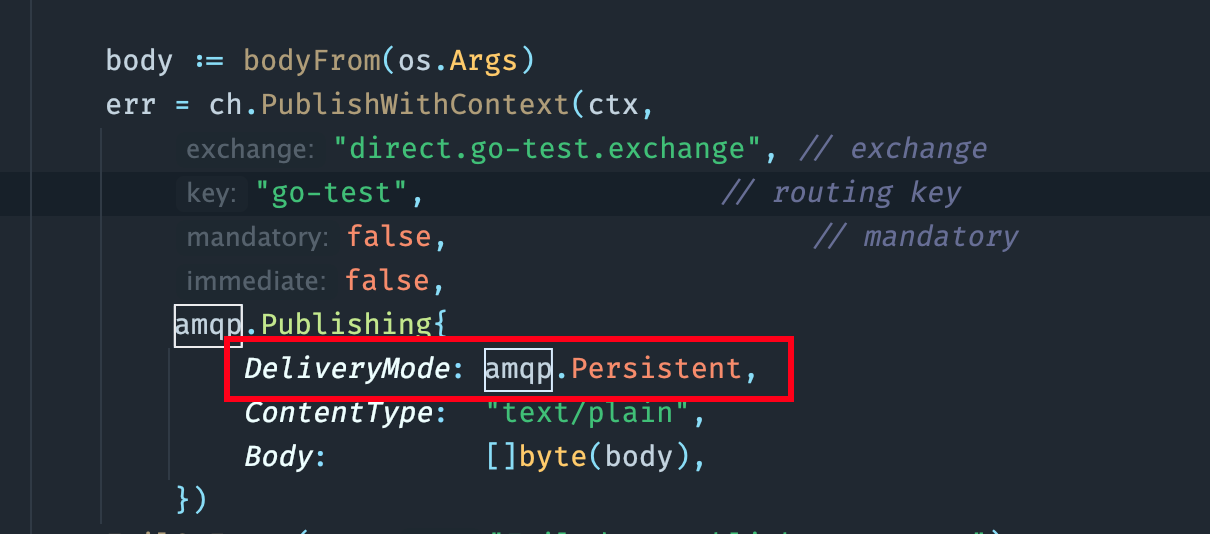 body := bodyFrom(os.Args)
err = ch.PublishWithContext(ctx,
exchange: "direct.go-test.exchange", // exchange
key: "go-test", // routing key
mandatory: false, // mandatory
immediate: false,
amqp.Publishing{
DeliveryMode: amqp.Persistent,
ContentType: "text/plain",
Body: []byte(body),
})